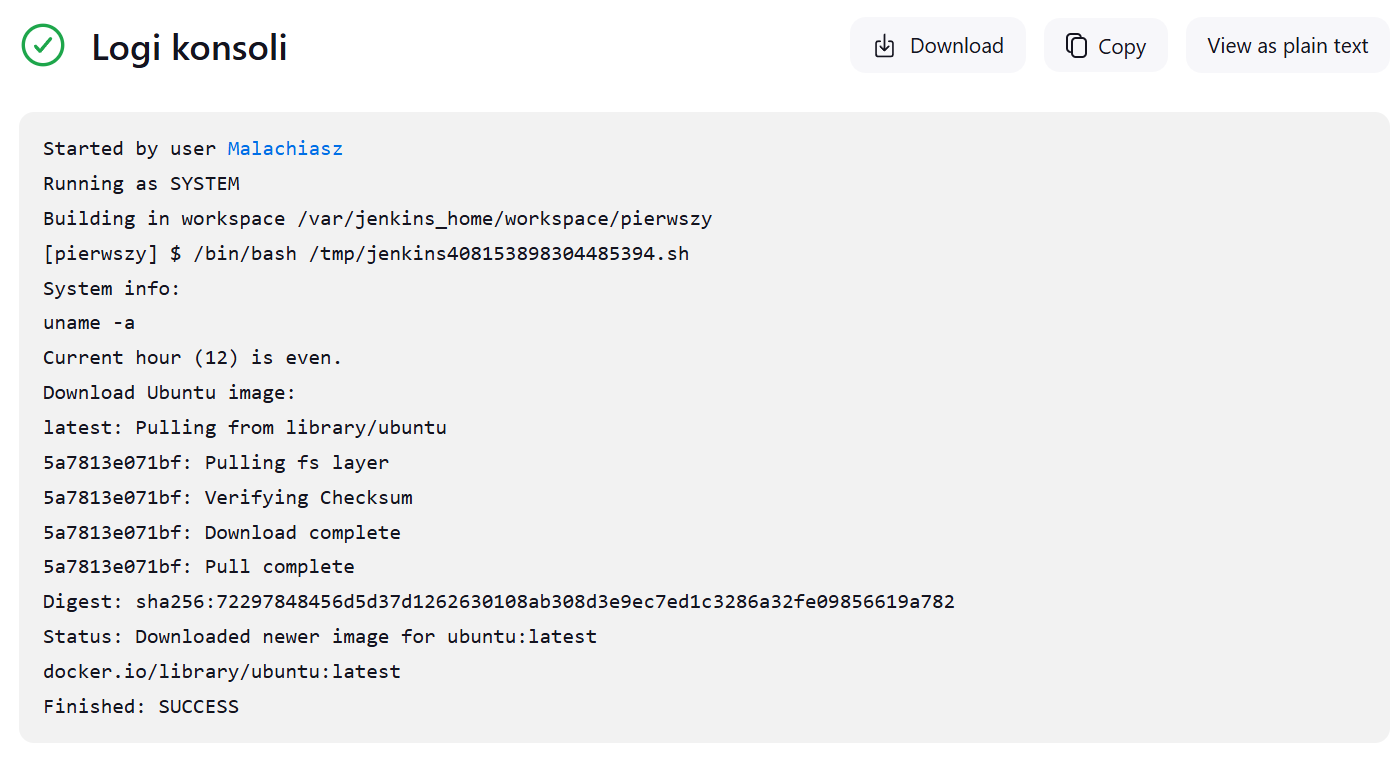 Logi konsoli
Download
Copy
View as plain text
Started by user Malachiasz
Running as SYSTEM
Building in workspace /var/jenkins_home/workspace/pierwszy
[pierwszy] $ /bin/bash /tmp/jenkins408153898304485394.sh
System info:
uname -a
Current hour (12) is even.
Download Ubuntu image:
latest: Pulling from library/ubuntu
5a7813e071bf: Pulling fs layer
5a7813e071bf: Verifying Checksum
5a7813e071bf: Download complete
5a7813e071bf: Pull complete
Digest: sha256:72297848456d5d37d1262630108ab308d3e9ec7ed1c3286a32fe09856619a782
Status: Downloaded newer image for ubuntu:latest
docker.io/library/ubuntu:latest
Finished: SUCCESS